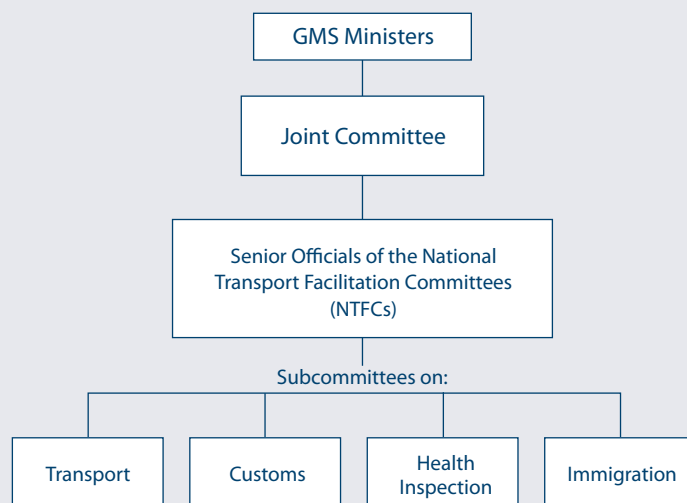 GMS Ministers
Joint Committee
Senior Officials of the National
Transport Facilitation Committees
(NTFCs)
Subcommittees on:
Transport
Customs
Health
Inspection
Immigration